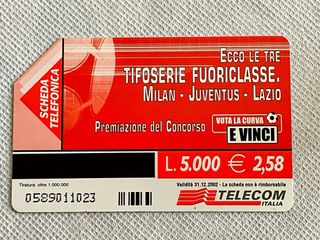 SCHEDA
TELEFONICA
ECCO LE TRE
TIFOSERIE FUORICLASSE.
MILAN - JUVENTUS - LAZIO
Premiazione del Concorso
VOTA LA CURVA
E VINCI
L. 5.000 € 2,58
Tiratura: oltre 1.000.000
Validità 31.12.2002 - La scheda non è rimborsabile
0589011023
TELECOM
ITALIA